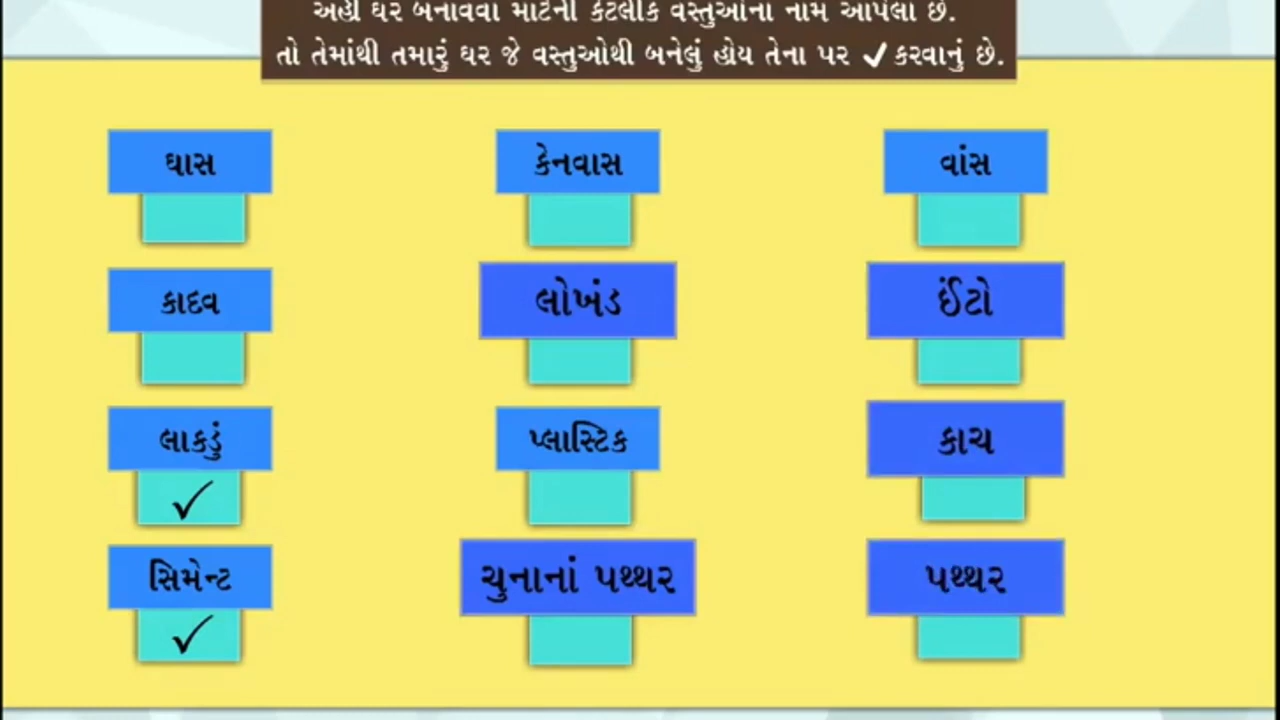 અહીં ઘર બનાવવા માટેની કેટલીક વસ્તુઓના નામ આપેલા છે.
તો તેમાંથી તમારું ઘર જે વસ્તુઓથી બનેલું હોય તેના પર ✓ કરવાનું છે.
ઘાસ
કેનવાસ
વાંસ
કાદવ
લોખંડ
ઈંટો
લાકડું
પ્લાસ્ટિક
કાચ
✓
સિમેન્ટ
ચુનાનાં પથ્થર
પથ્થર
✓